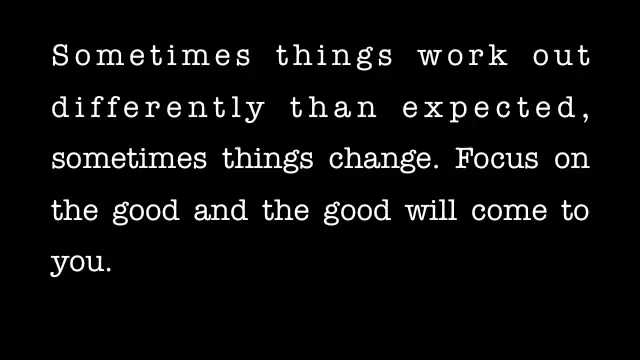 Sometimes things work out
differently than expected,
sometimes things change. Focus on
the good and the good will come to
you.